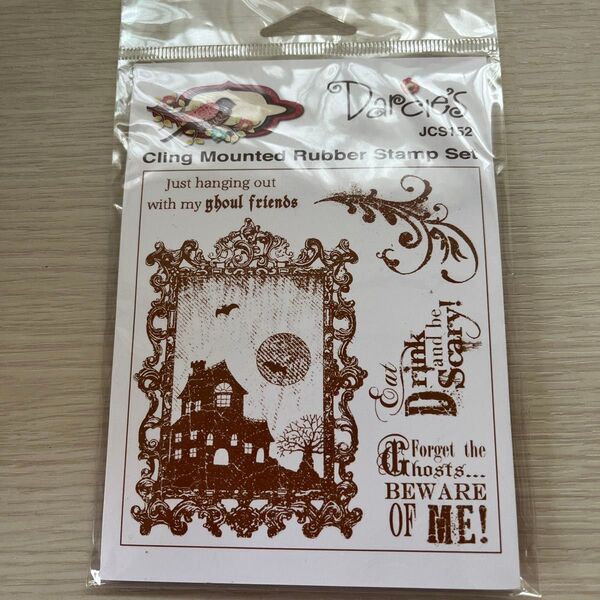 Darcie's
JCS152
Cling Mounted Rubber Stamp Set
Just hanging out
with my ghoul friends
Eat
Drink
and be
Scary!
Forget the
Ghosts...
BEWARE
OF ME!